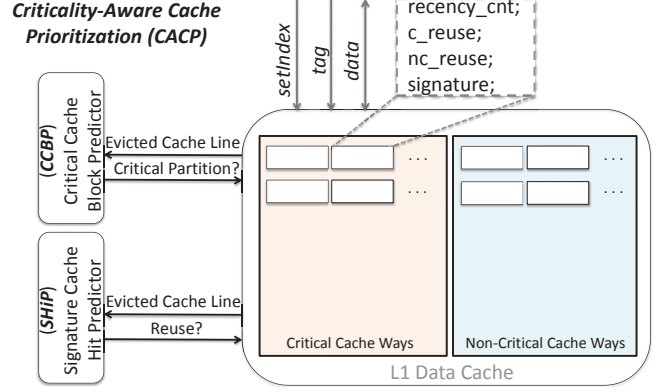 Criticality-Aware Cache
Prioritization (CACP)
setIndex
tag
data
recency_cnt;
c_reuse;
nc_reuse;
signature;
(CCBP)
Critical Cache
Block Predictor
Evicted Cache Line
Critical Partition?
... ...
... ...
(SHiP)
Signature Cache
Hit Predictor
Evicted Cache Line
Reuse?
Critical Cache Ways
Non-Critical Cache Ways
L1 Data Cache